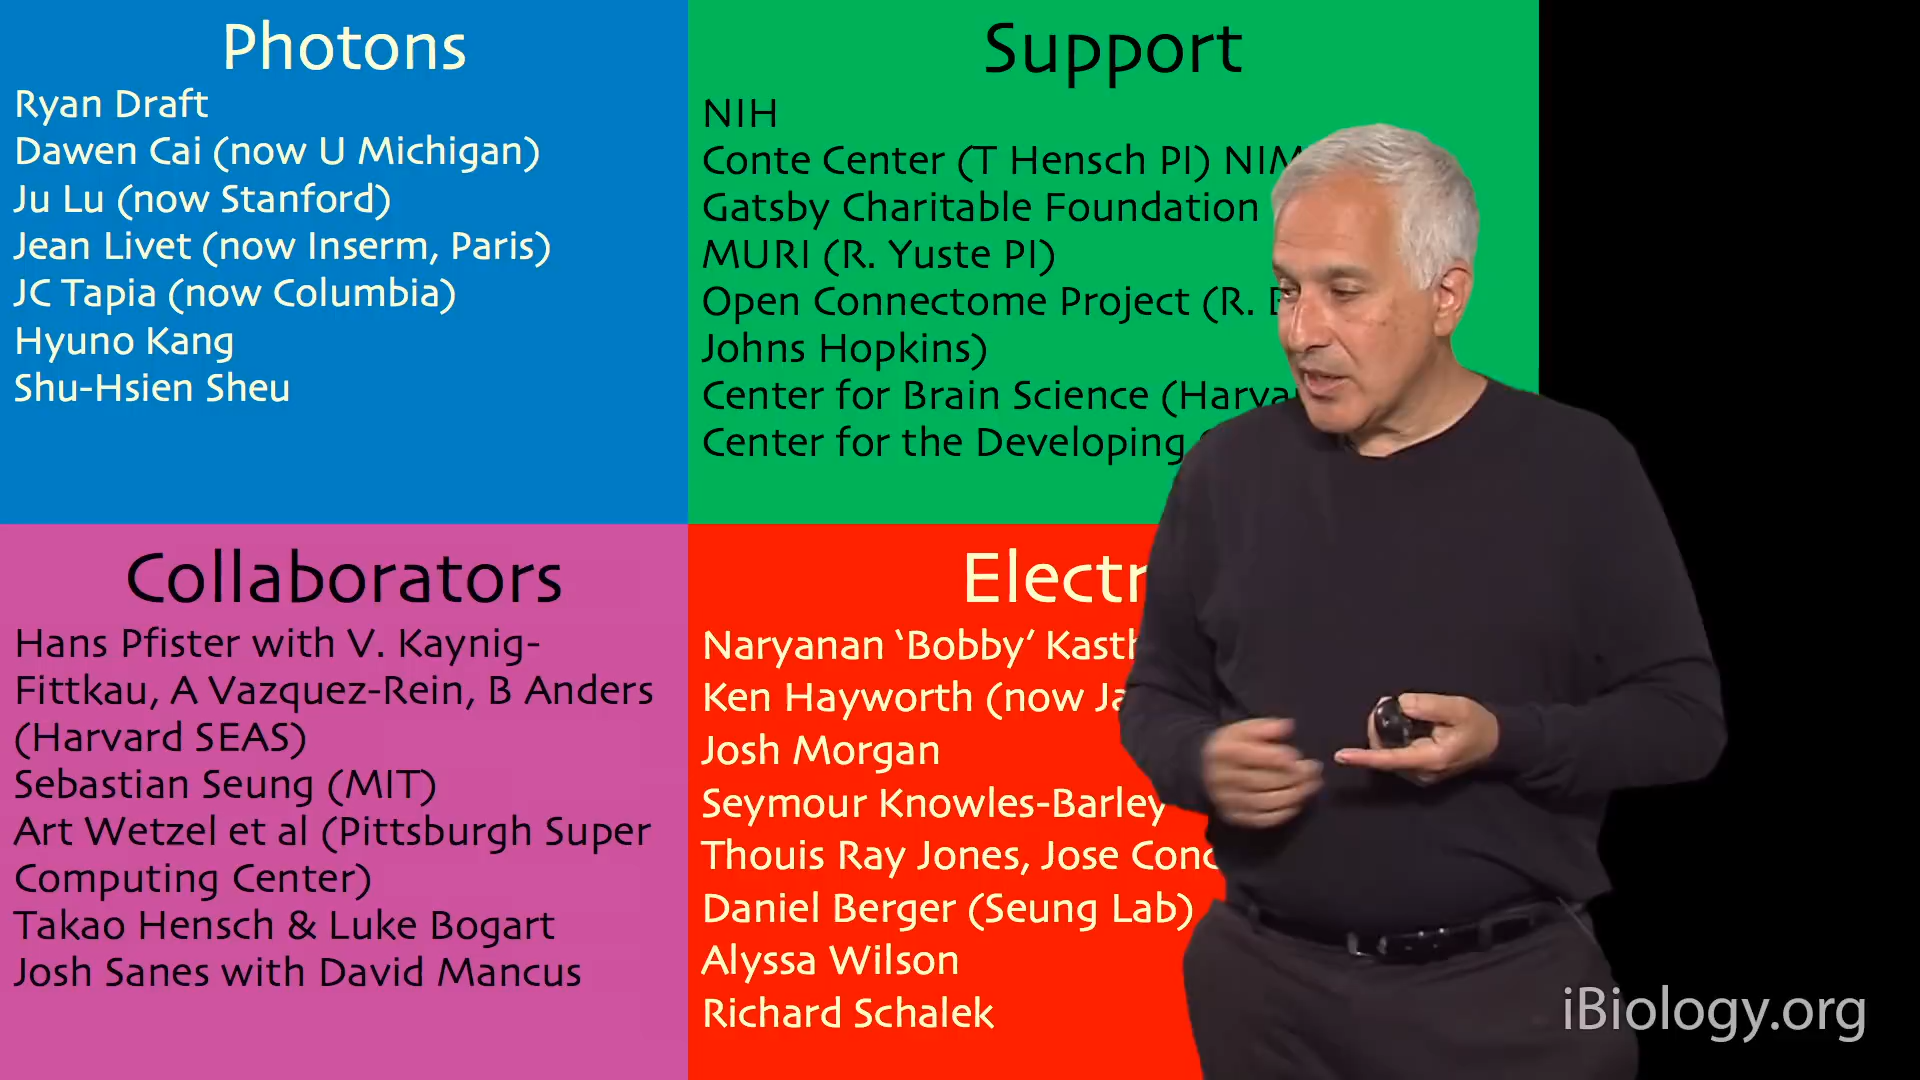 Photons
Ryan Draft
Dawen Cai (now U Michigan)
Ju Lu (now Stanford)
Jean Livet (now Inserm, Paris)
JC Tapia (now Columbia)
Hyuno Kang
Shu-Hsien Sheu
Support
NIH
Conte Center (T Hensch PI)
Gatsby Charitable Foundation
MURI (R. Yuste PI)
Open Connectome Project (R.
Johns Hopkins)
Center for Brain Science
Center for the Developing
Collaborators
Hans Pfister with V. Kaynig-
Fittkau, A Vazquez-Rein, B Anders
(Harvard SEAS)
Sebastian Seung (MIT)
Art Wetzel et al (Pittsburgh Super
Computing Center)
Takao Hensch & Luke Bogart
Josh Sanes with David Mancus
Naryanan ‘Bobby’
Ken Hayworth (now
Josh Morgan
Seymour Knowles-Barley
Thouis Ray Jones, Jose
Daniel Berger (Seung Lab)
Alyssa Wilson
Richard Schalek
iBiology.org